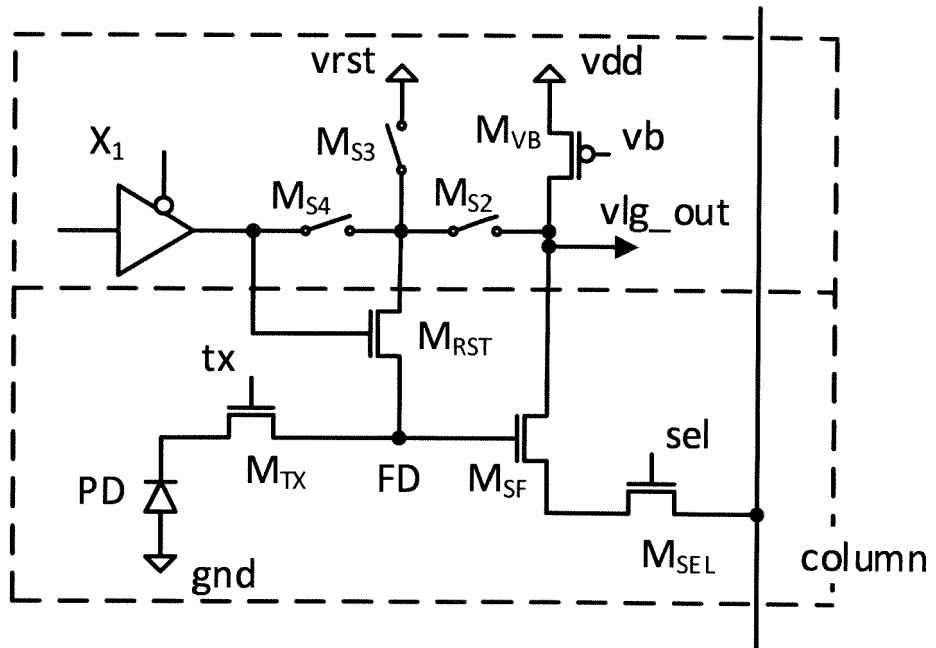 vrst
vdd
X1
MS3
MVB
vb
MS4
MS2
vlg_out
MRST
tx
sel
PD
MTX
FD
MSF
MSEL
column
gnd